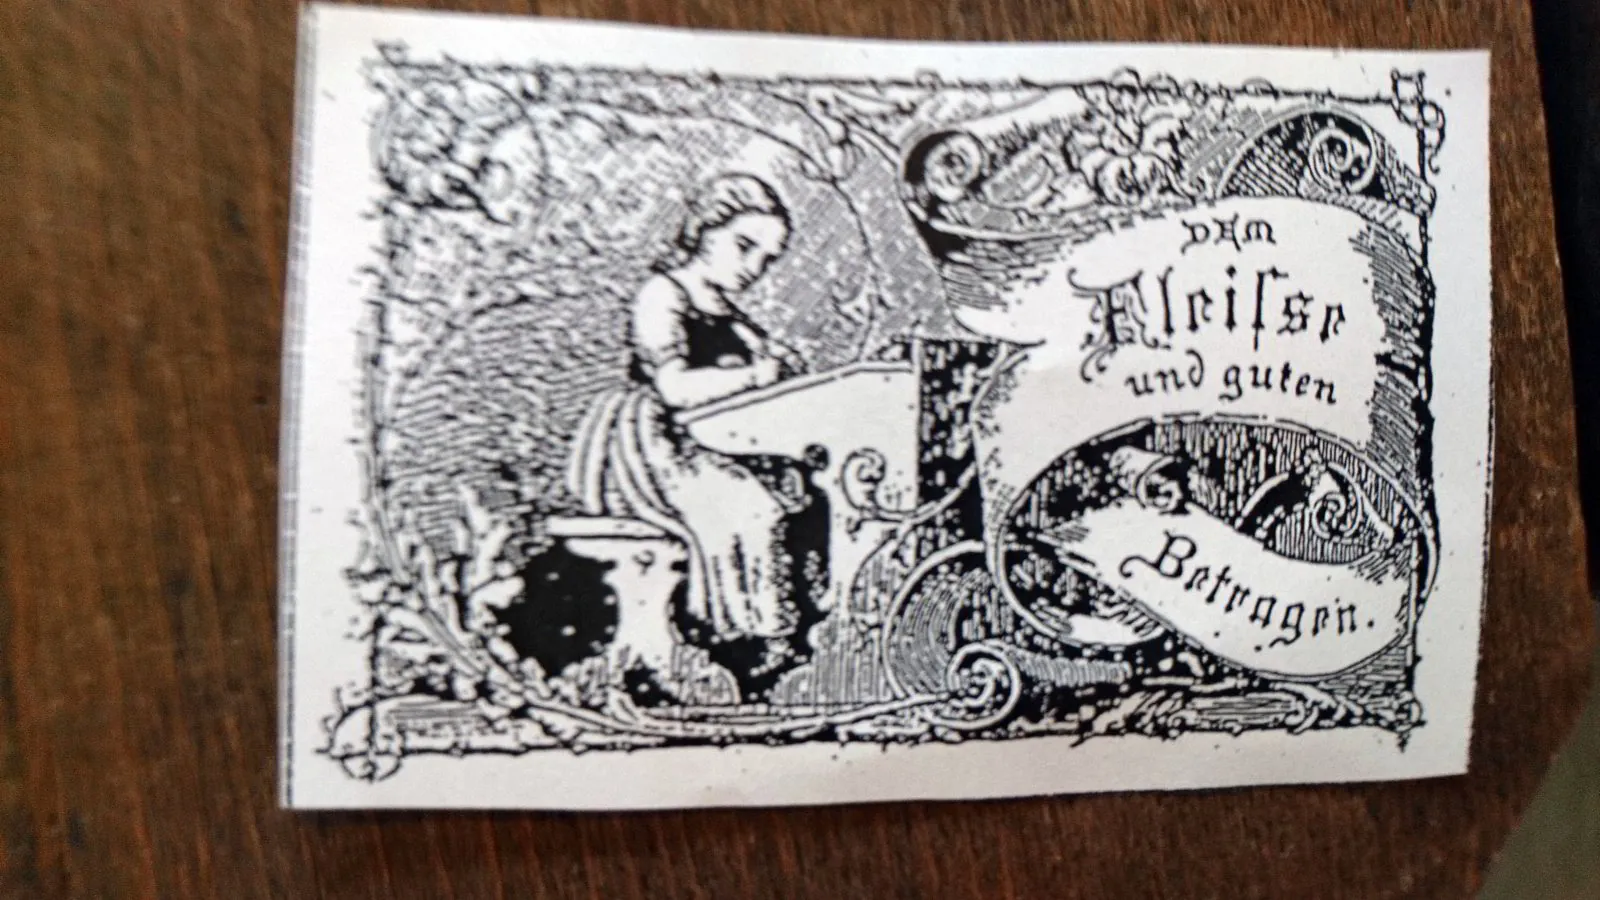 DEM
Fleiſse
und guten
Betragen.